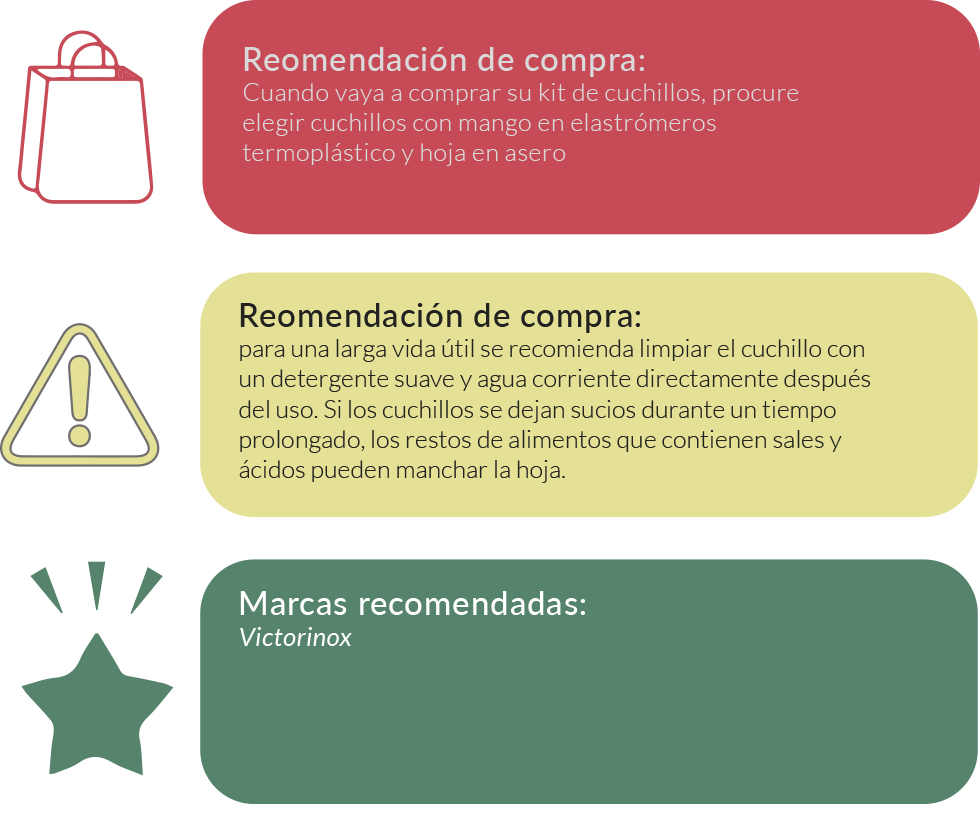 Reomendación de compra:
Cuando vaya a comprar su kit de cuchillos, procure
elegir cuchillos con mango en elastrómeros
termoplástico y hoja en asero
Reomendación de compra:
para una larga vida útil se recomienda limpiar el cuchillo con
un detergente suave y agua corriente directamente después
del uso. Si los cuchillos se dejan sucios durante un tiempo
prolongado, los restos de alimentos que contienen sales y
ácidos pueden manchar la hoja.
Marcas recomendadas:
Victorinox